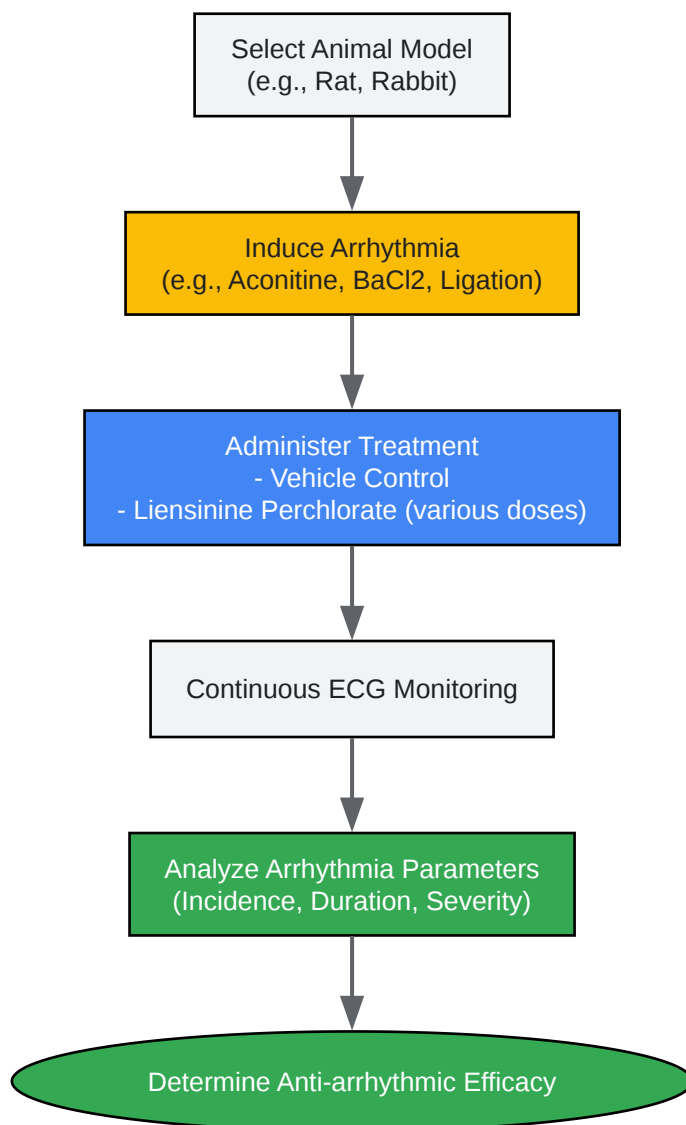 Select Animal Model
(e.g., Rat, Rabbit)
Induce Arrhythmia
(e.g., Aconitine, BaCl2, Ligation)
Administer Treatment
- Vehicle Control
- Liensinine Perchlorate (various doses)
Continuous ECG Monitoring
Analyze Arrhythmia Parameters
(Incidence, Duration, Severity)
Determine Anti-arrhythmic Efficacy